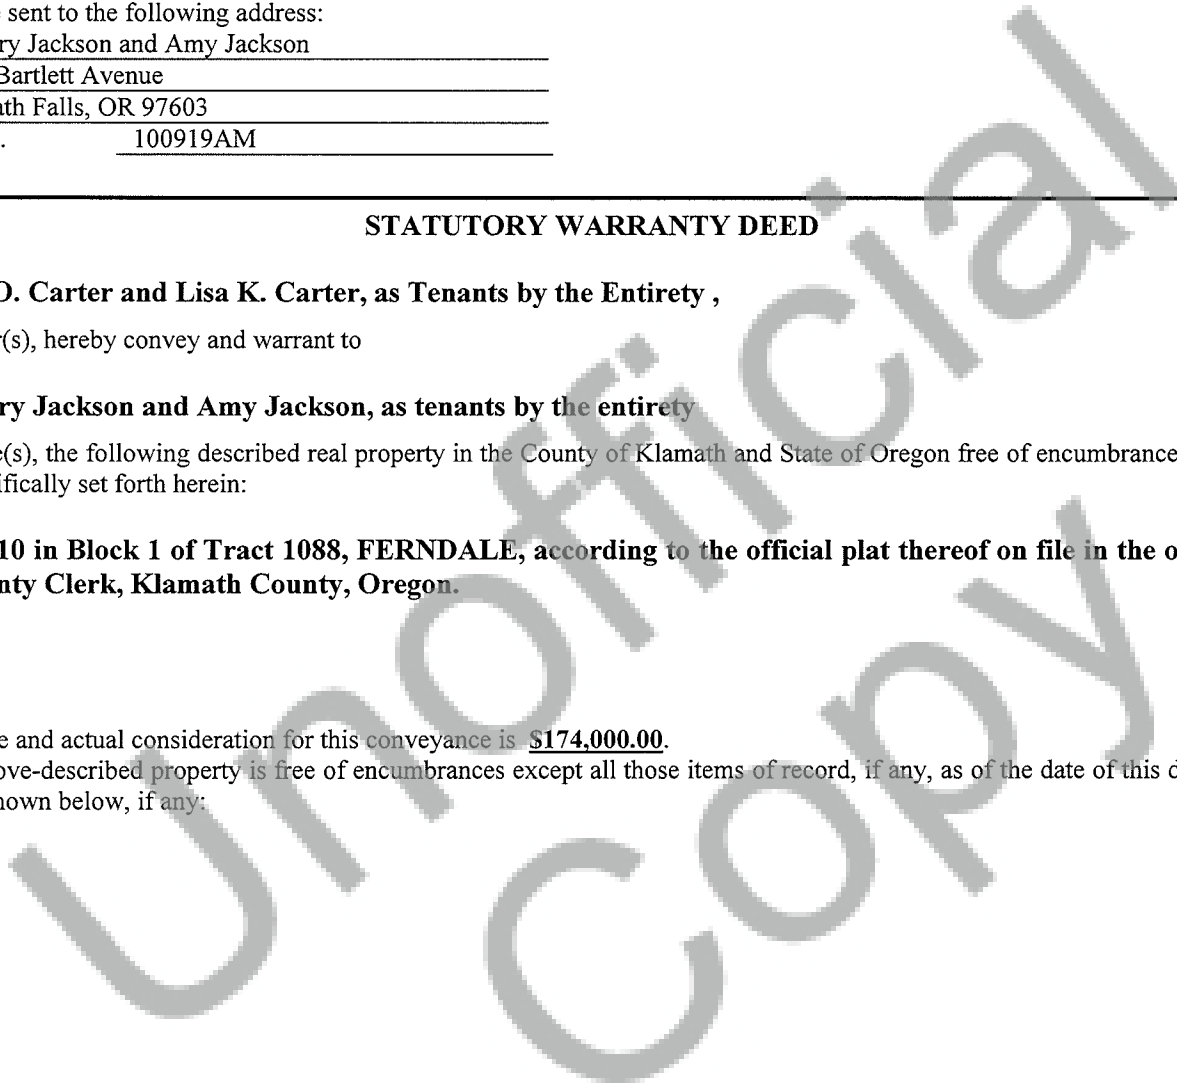 sent to the following address:
ry Jackson and Amy Jackson
Bartlett Avenue
ath Falls, OR 97603
. 100919AM
STATUTORY WARRANTY DEED
O. Carter and Lisa K. Carter, as Tenants by the Entirety ,
r(s), hereby convey and warrant to
ry Jackson and Amy Jackson, as tenants by the entirety
e(s), the following described real property in the County of Klamath and State of Oregon free of encumbrance
ifically set forth herein:
10 in Block 1 of Tract 1088, FERNDALE, according to the official plat thereof on file in the o
nty Clerk, Klamath County, Oregon.
e and actual consideration for this conveyance is $174,000.00.
ove-described property is free of encumbrances except all those items of record, if any, as of the date of this d
hown below, if any:
Unofficial
Copy